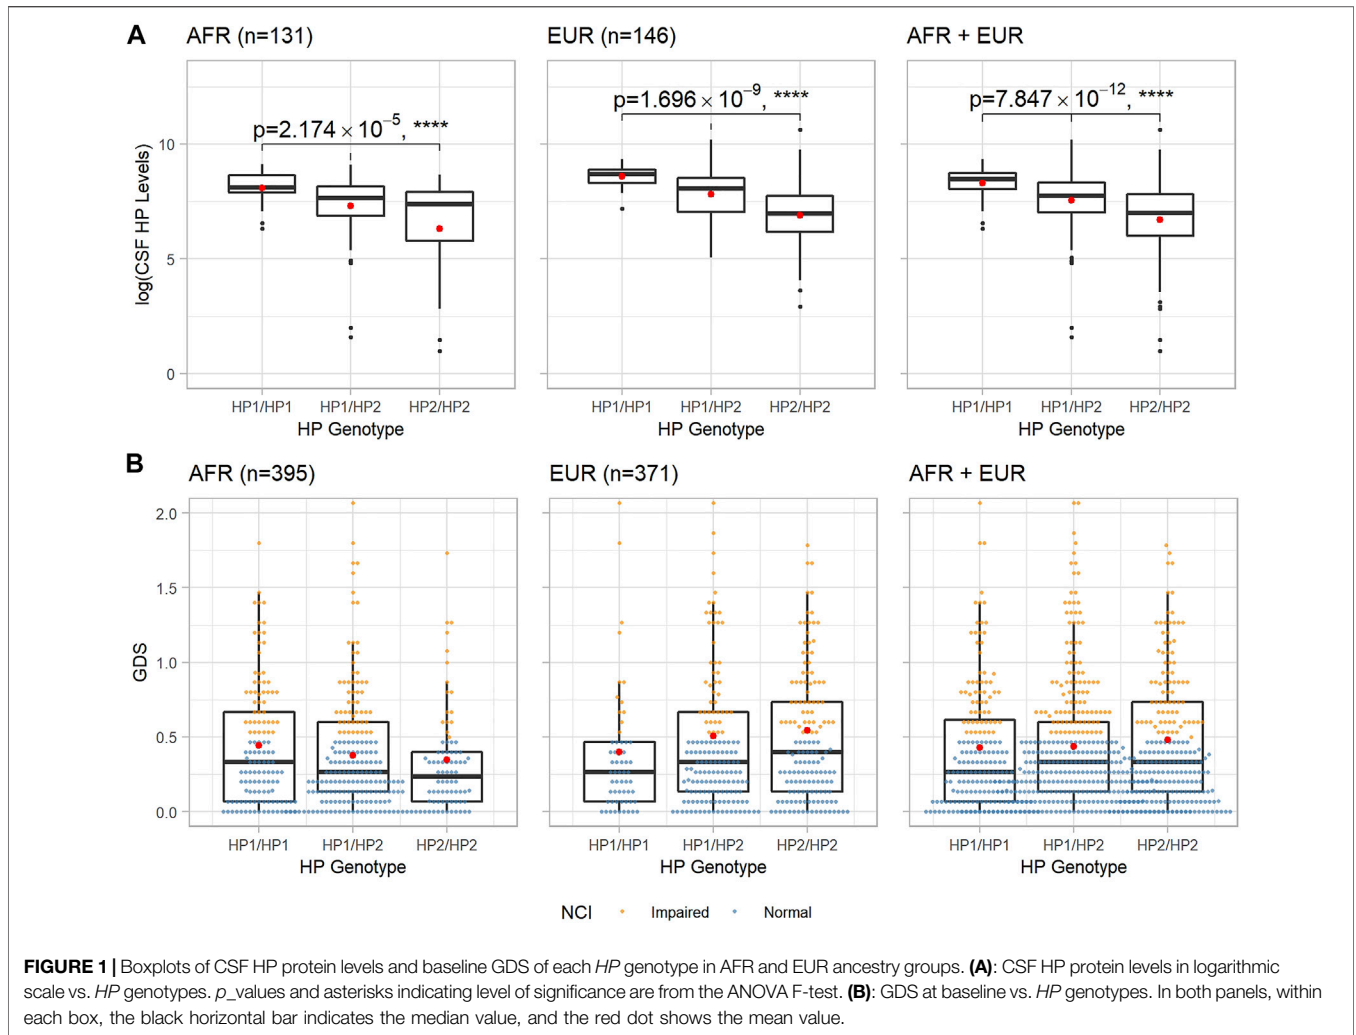 A
AFR (n=131)
EUR (n=146)
AFR + EUR
p=2.174 × 10⁻⁵, ****
p=1.696 × 10⁻⁹, ****
p=7.847 × 10⁻¹², ****
log(CSF HP Levels)
10
5
0
HP1/HP1 HP1/HP2 HP2/HP2
HP1/HP1 HP1/HP2 HP2/HP2
HP1/HP1 HP1/HP2 HP2/HP2
HP Genotype
HP Genotype
HP Genotype
B
AFR (n=395)
EUR (n=371)
AFR + EUR
GDS
2.0
1.5
1.0
0.5
0.0
HP1/HP1 HP1/HP2 HP2/HP2
HP1/HP1 HP1/HP2 HP2/HP2
HP1/HP1 HP1/HP2 HP2/HP2
HP Genotype
HP Genotype
HP Genotype
NCI Impaired Normal
FIGURE 1 | Boxplots of CSF HP protein levels and baseline GDS of each HP genotype in AFR and EUR ancestry groups. (A): CSF HP protein levels in logarithmic
scale vs. HP genotypes. p_values and asterisks indicating level of significance are from the ANOVA F-test. (B): GDS at baseline vs. HP genotypes. In both panels, within
each box, the black horizontal bar indicates the median value, and the red dot shows the mean value.